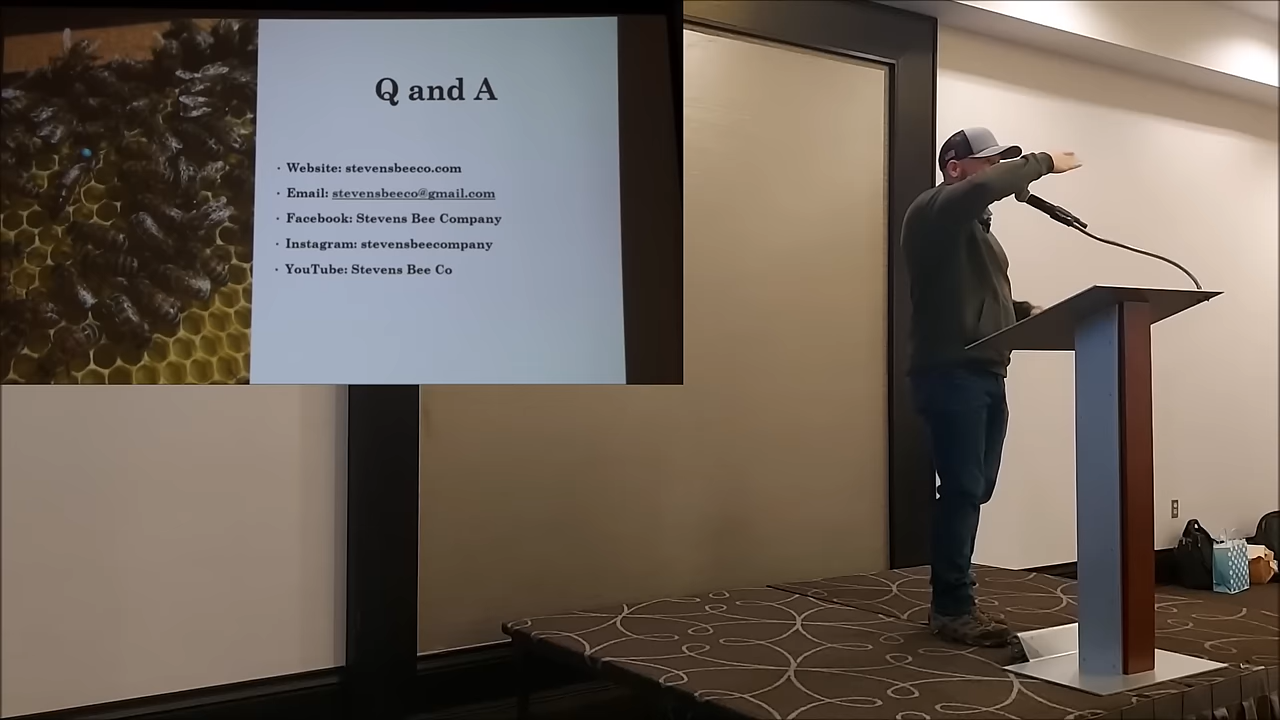 Q and A
· Website: stevensbeeco.com
· Email: stevensbeeco@gmail.com
· Facebook: Stevens Bee Company
· Instagram: stevensbeecompany
· YouTube: Stevens Bee Co